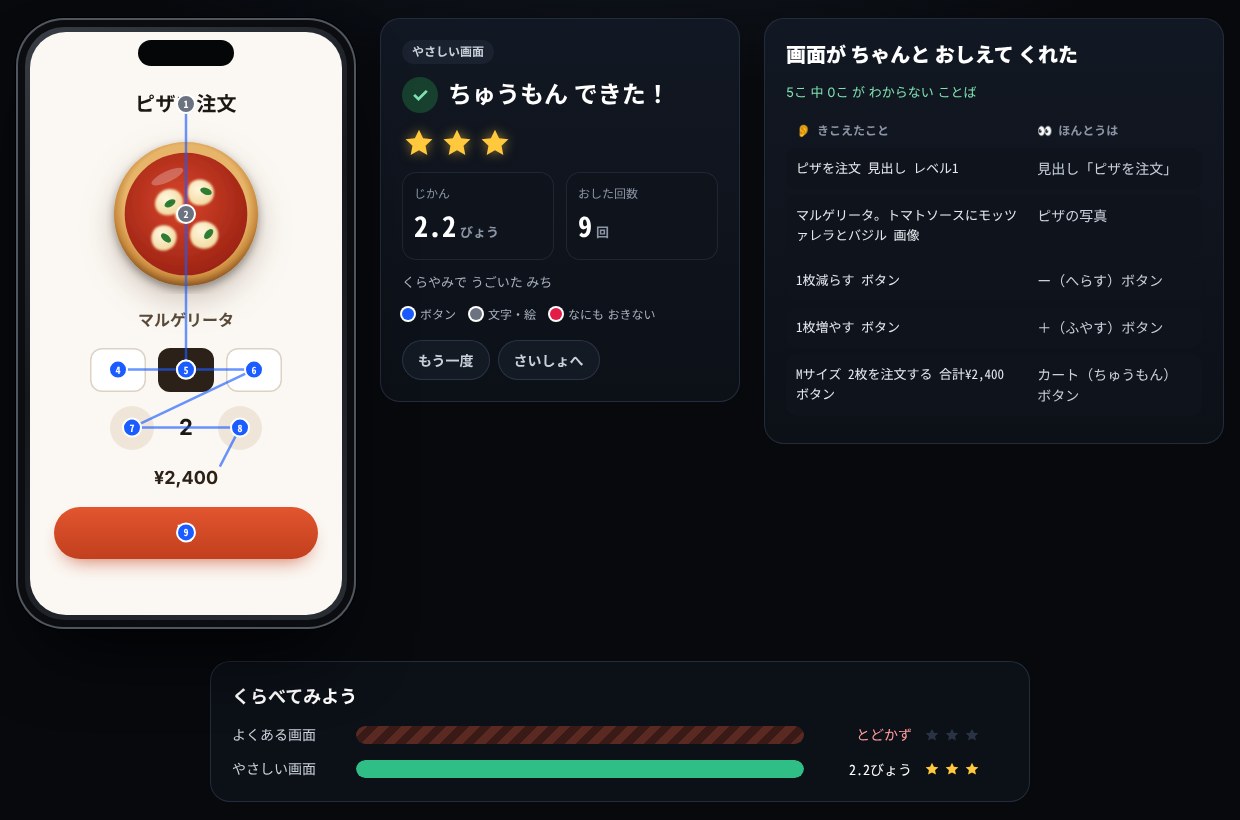 ピザ 注文
1
2
マルゲリータ
4
5
6
7
2
8
¥2,400
9
やさしい画面
ちゅうもん できた！
じかん
2.2びょう
おした回数
9回
くらやみで うごいた みち
ボタン 文字・絵 なにも おきない
もう一度
さいしょへ
画面が ちゃんと おしえて くれた
5こ 中 0こ が わからない ことば
きこえたこと
ほんとうは
ピザを注文 見出し レベル1
見出し「ピザを注文」
マルゲリータ。トマトソースにモッツ
ァレラとバジル 画像
ピザの写真
1枚減らす ボタン
ー（へらす）ボタン
1枚増やす ボタン
＋（ふやす）ボタン
Mサイズ 2枚を注文する 合計¥2,400
ボタン
カート（ちゅうもん）
ボタン
くらべてみよう
よくある画面
とどかず
やさしい画面
2.2びょう